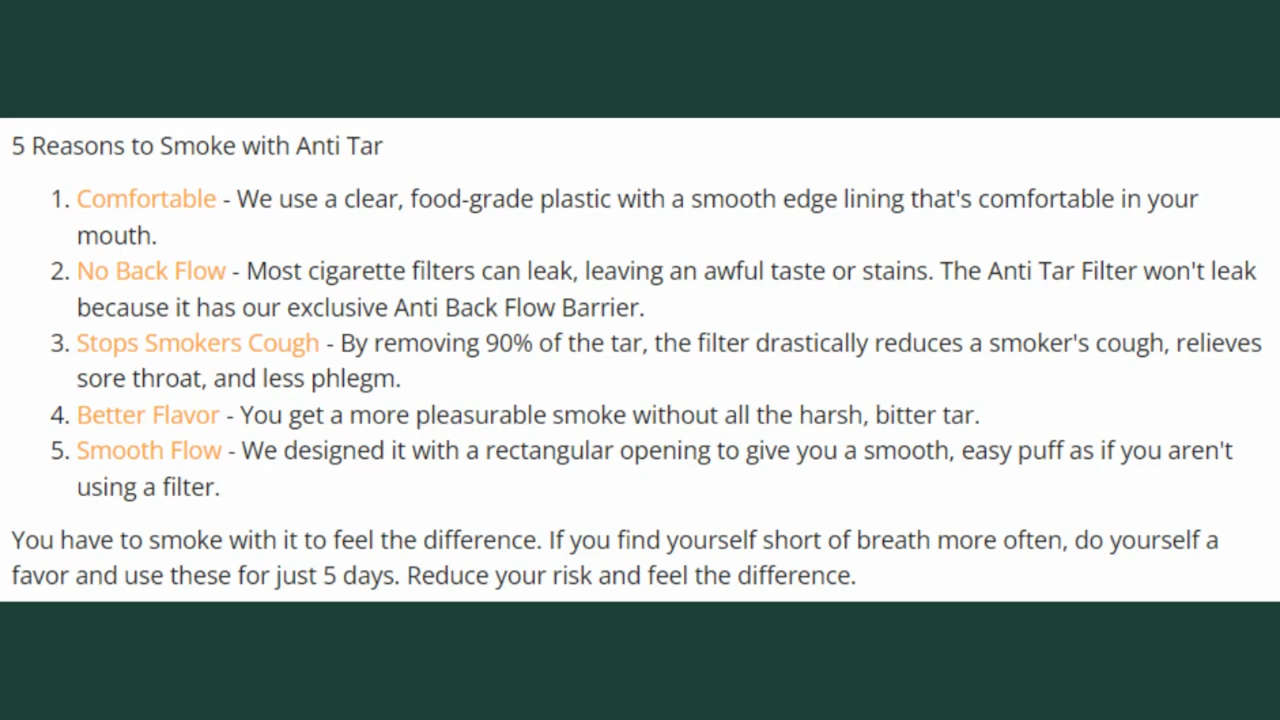 5 Reasons to Smoke with Anti Tar
1. Comfortable - We use a clear, food-grade plastic with a smooth edge lining that's comfortable in your
mouth.
2. No Back Flow - Most cigarette filters can leak, leaving an awful taste or stains. The Anti Tar Filter won't leak
because it has our exclusive Anti Back Flow Barrier.
3. Stops Smokers Cough - By removing 90% of the tar, the filter drastically reduces a smoker's cough, relieves
sore throat, and less phlegm.
4. Better Flavor - You get a more pleasurable smoke without all the harsh, bitter tar.
5. Smooth Flow - We designed it with a rectangular opening to give you a smooth, easy puff as if you aren't
using a filter.
You have to smoke with it to feel the difference. If you find yourself short of breath more often, do yourself a
favor and use these for just 5 days. Reduce your risk and feel the difference.